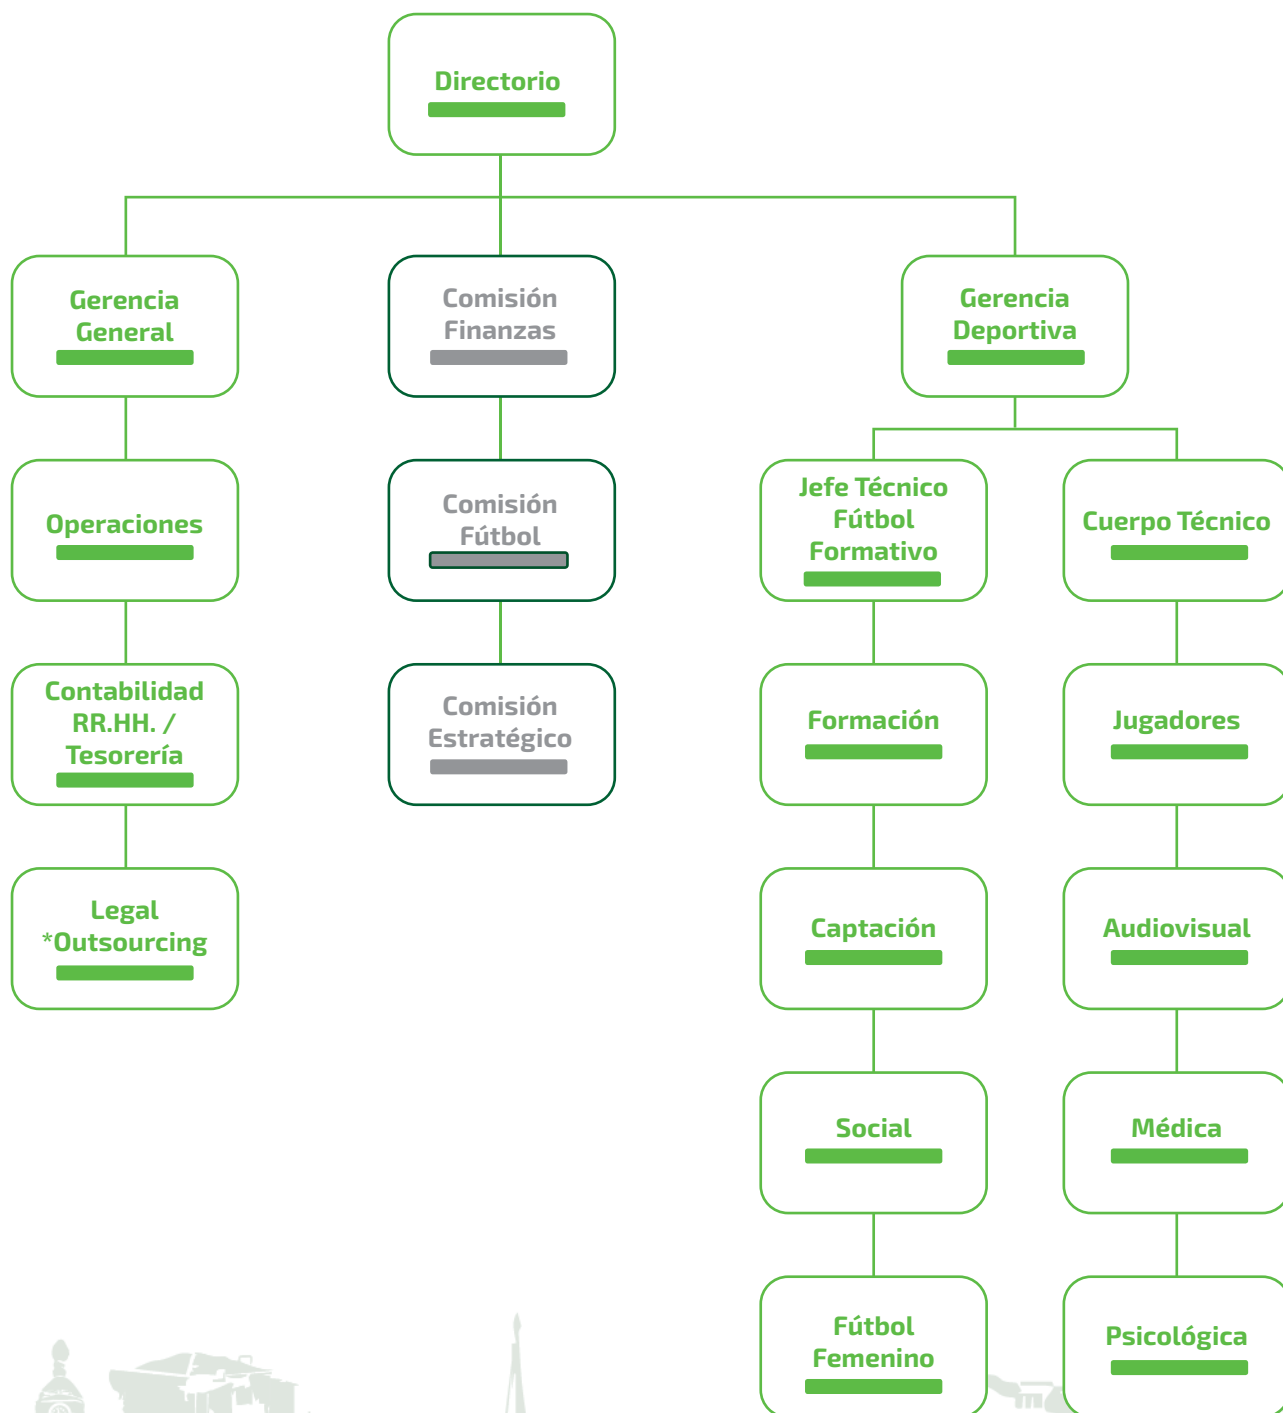 Directorio
Gerencia
General
Comisión
Finanzas
Gerencia
Deportiva
Operaciones
Comisión
Fútbol
Jefe Técnico
Fútbol
Formativo
Cuerpo Técnico
Contabilidad
RR.HH. /
Tesorería
Comisión
Estratégico
Formación
Jugadores
Legal
*Outsourcing
Captación
Audiovisual
Social
Médica
Fútbol
Femenino
Psicológica